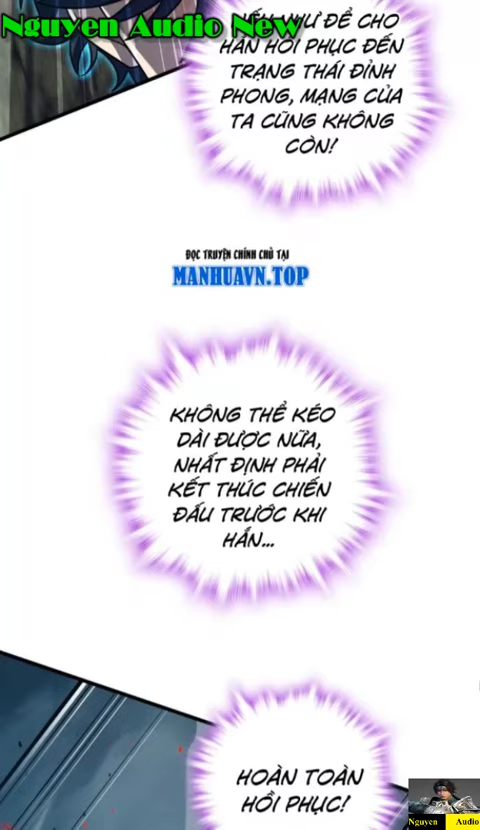 Nguyen Audio New
ĐỂ CHO
HẮN HỒI PHỤC ĐẾN
TRẠNG THÁI ĐỈNH
PHONG, MẠNG CỦA
TA CŨNG KHÔNG
CÒN!
ĐỌC TRUYỆN CHÍNH CHỦ TẠI
MANHUAVN.TOP
KHÔNG THỂ KÉO
DÀI ĐƯỢC NỮA,
NHẤT ĐỊNH PHẢI
KẾT THÚC CHIẾN
ĐẤU TRƯỚC KHI
HẮN...
HOÀN TOÀN
HỒI PHỤC!
Nguyen Audio